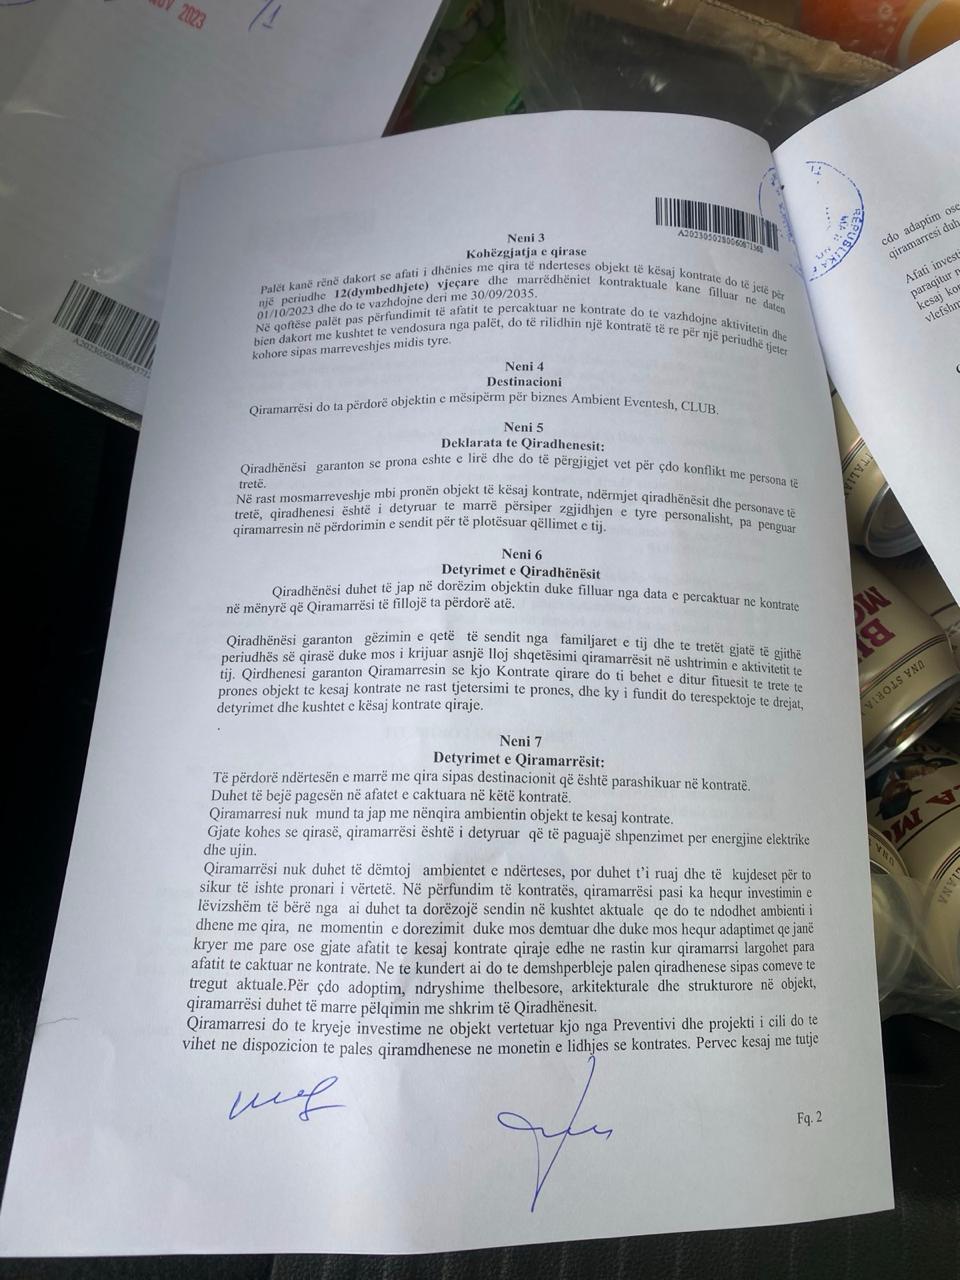 NOV 2023
/1
A20230502800608713б8
Neni 3
Kohëzgjatja e qirase
Palët kanë rënë dakort se afati i dhënies me qira të nderteses objekt të kësaj kontrate do të jetë për
një periudhe 12(dymbedhjete) vjeçare dhe marrëdhëniet kontraktuale kane filluar ne daten
01/10/2023 dhe do te vazhdojne deri me 30/09/2035.
Në qoftëse palët pas përfundimit të afatit te percaktuar ne kontrate do te vazhdojne aktivitetin dhe
bien dakort me kushtet te vendosura nga palët, do të rilidhin një kontratë të re për një periudhë tjeter
kohore sipas marreveshjes midis tyre.
Neni 4
Destinacioni
Qiramarrësi do ta përdorë objektin e mësipërm për biznes Ambient Eventesh, CLUB.
Neni 5
Deklarata te Qiradhenesit:
Qiradhënësi garanton se prona eshte e lirë dhe do të përgjigjet vet për çdo konflikt me persona të
tretë.
Në rast mosmarreveshje mbi pronën objekt të kësaj kontrate, ndërmjet qiradhënësit dhe personave të
tretë, qiradhenesi është i detyruar te marrë përsiper zgjidhjen e tyre personalisht, pa penguar
qiramarresin në përdorimin e sendit për të plotësuar qëllimet e tij.
Neni 6
Detyrimet e Qiradhënësit
Qiradhënësi duhet të jap në dorëzim objektin duke filluar nga data e percaktuar ne kontrate
në mënyrë që Qiramarrësi të fillojë ta përdorë atë.
Qiradhënësi garanton gëzimin e qetë të sendit nga familjaret e tij dhe te tretët gjatë të gjithë
periudhës së qirasë duke mos i krijuar asnjë lloj shqetësimi qiramarrësit në ushtrimin e aktivitetit te
tij. Qirdhenesi garanton Qiramarresin se kjo Kontrate qirare do ti behet e ditur fituesit te trete te
prones objekt te kesaj kontrate ne rast tjetersimi te prones, dhe ky i fundit do terespektoje te drejat,
detyrimet dhe kushtet e kësaj kontrate qiraje.
.
Neni 7
Detyrimet e Qiramarrësit:
Të përdorë ndërtesën e marrë me qira sipas destinacionit që është parashikuar në kontratë.
Duhet të bejë pagesën në afatet e caktuara në këtë kontratë.
Qiramarresi nuk mund ta jap me nënqira ambientin objekt te kesaj kontrate.
Gjate kohes se qirasë, qiramarrësi është i detyruar që të paguajë shpenzimet per energjine elektrike
dhe ujin.
Qiramarrësi nuk duhet të dëmtoj ambientet e ndërteses, por duhet t'i ruaj dhe të kujdeset për to
sikur të ishte pronari i vërtetë. Në përfundim të kontratës, qiramarrësi pasi ka hequr investimin e
lëvizshëm të bërë nga ai duhet ta dorëzojë sendin në kushtet aktuale qe do te ndodhet ambienti i
dhene me qira, ne momentin e dorezimit duke mos demtuar dhe duke mos hequr adaptimet qe janë
kryer me pare ose gjate afatit te kesaj kontrate qiraje edhe ne rastin kur qiramarrsi largohet para
afatit te caktuar ne kontrate. Ne te kundert ai do te demshperbleje palen qiradhenese sipas comeve te
tregut aktuale.Për çdo adoptim, ndryshime thelbesore, arkitekturale dhe strukturore në objekt,
qiramarrësi duhet të marre pëlqimin me shkrim të Qiradhënesit.
Qiramarresi do te kryeje investime ne objekt vertetuar kjo nga Preventivi dhe projekti i cili do te
vihet ne dispozicion te pales qiramdhenese ne monetin e lidhjes se kontrates. Pervec kesaj me tutje
Fq. 2
REPUBLIKA
cdo adaptim ose
qiramarresi duh
Afati invest
paraqitur n
kesaj ko
vlefshm
UNA STORIA